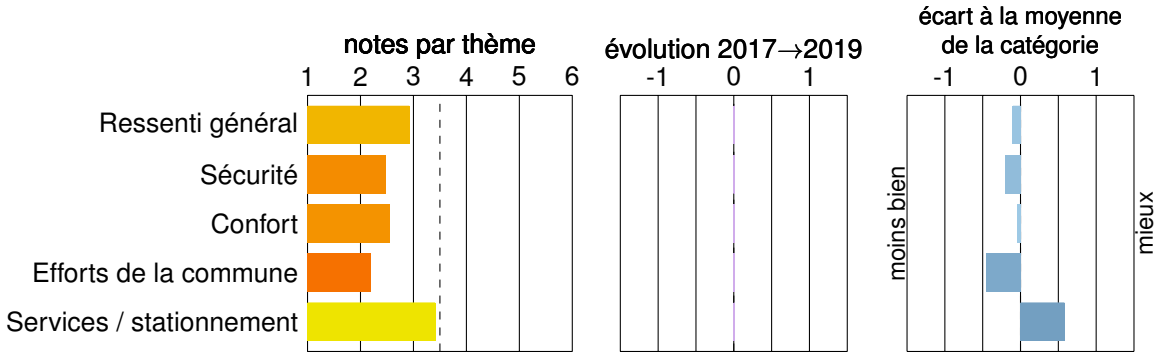 notes par thème
1 2 3 4 5 6
évolution 2017→2019
-1 0 1
écart à la moyenne
de la catégorie
-1 0 1
Ressenti général
Sécurité
Confort
Efforts de la commune
Services / stationnement
moins bien
mieux